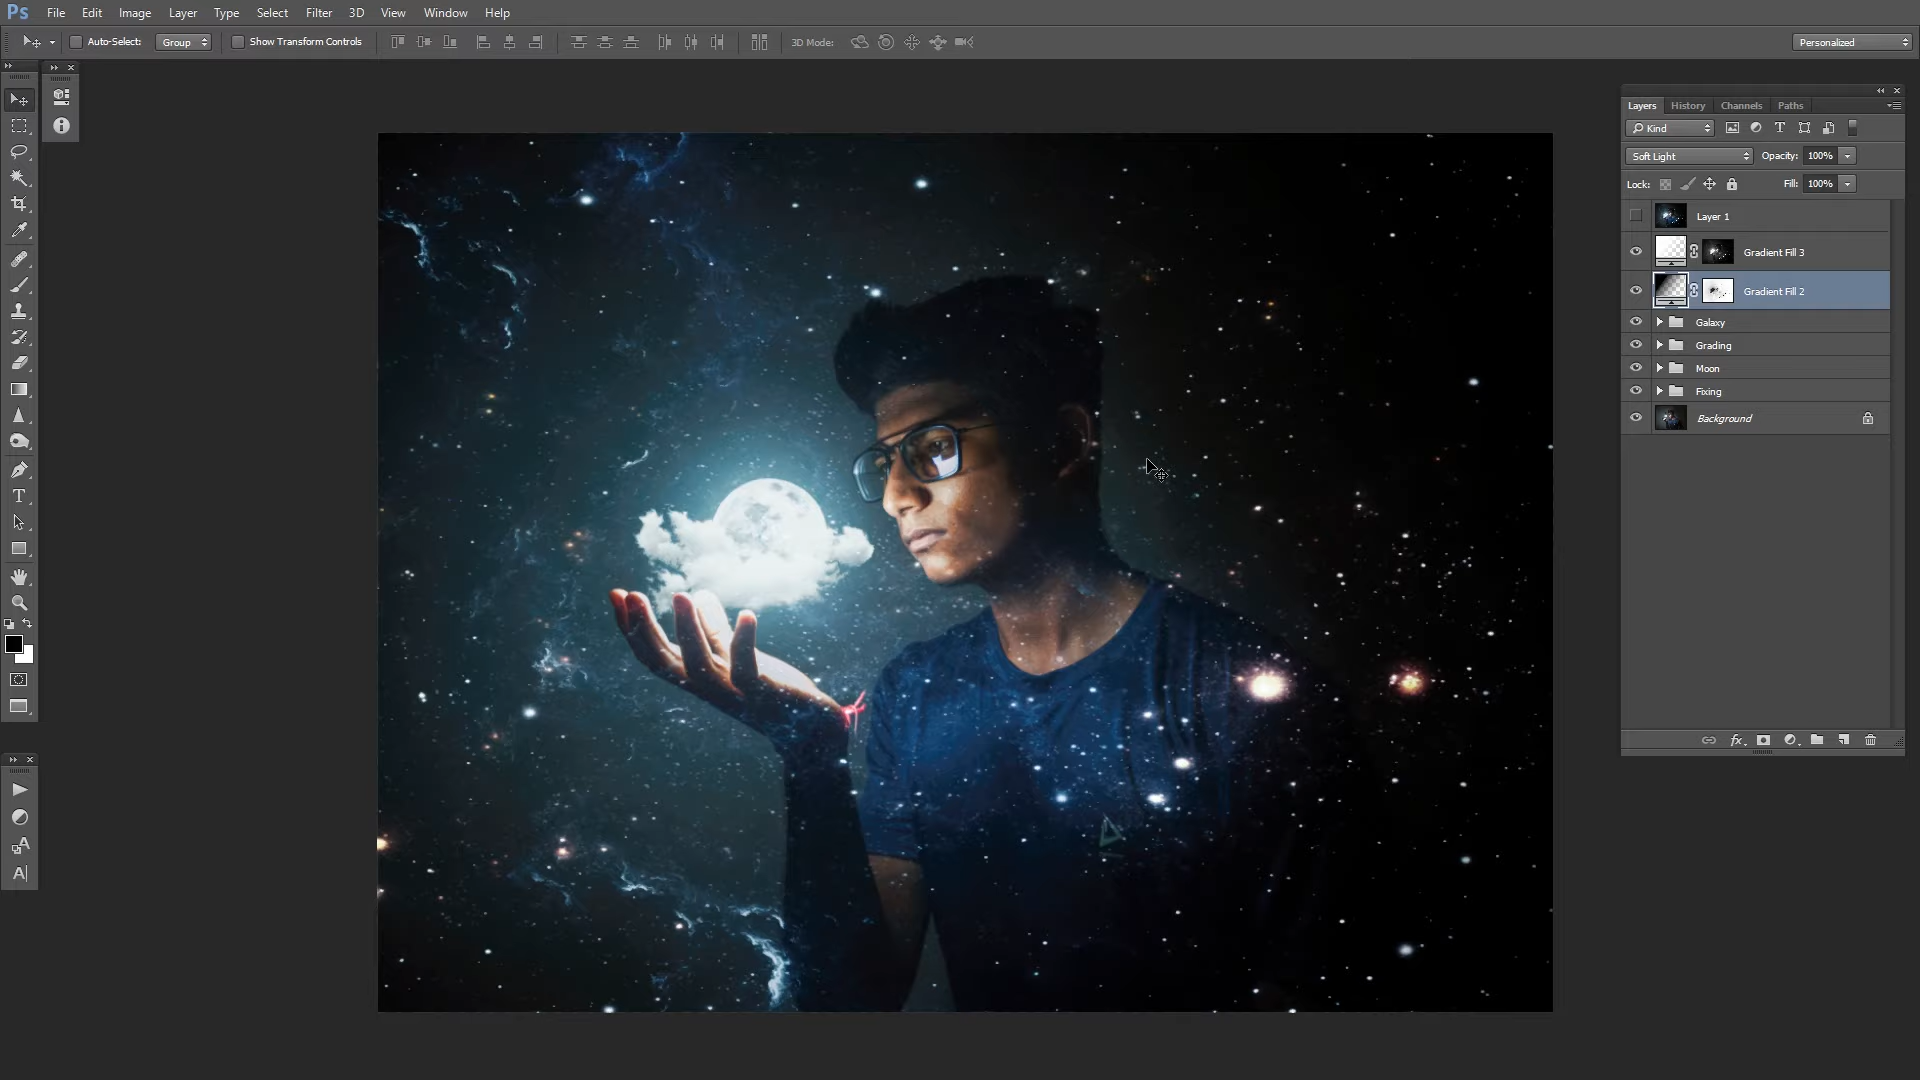 Ps File Edit Image Layer Type Select Filter 3D View Window Help
Auto-Select: Group Show Transform Controls 3D Mode: Personalized
Layers History Channels Paths
Kind T
Soft Light Opacity: 100%
Lock: Fill: 100%
Layer 1
Gradient Fill 3
Gradient Fill 2
Galaxy
Grading
Moon
Fixing
Background
fx
T
A
A|